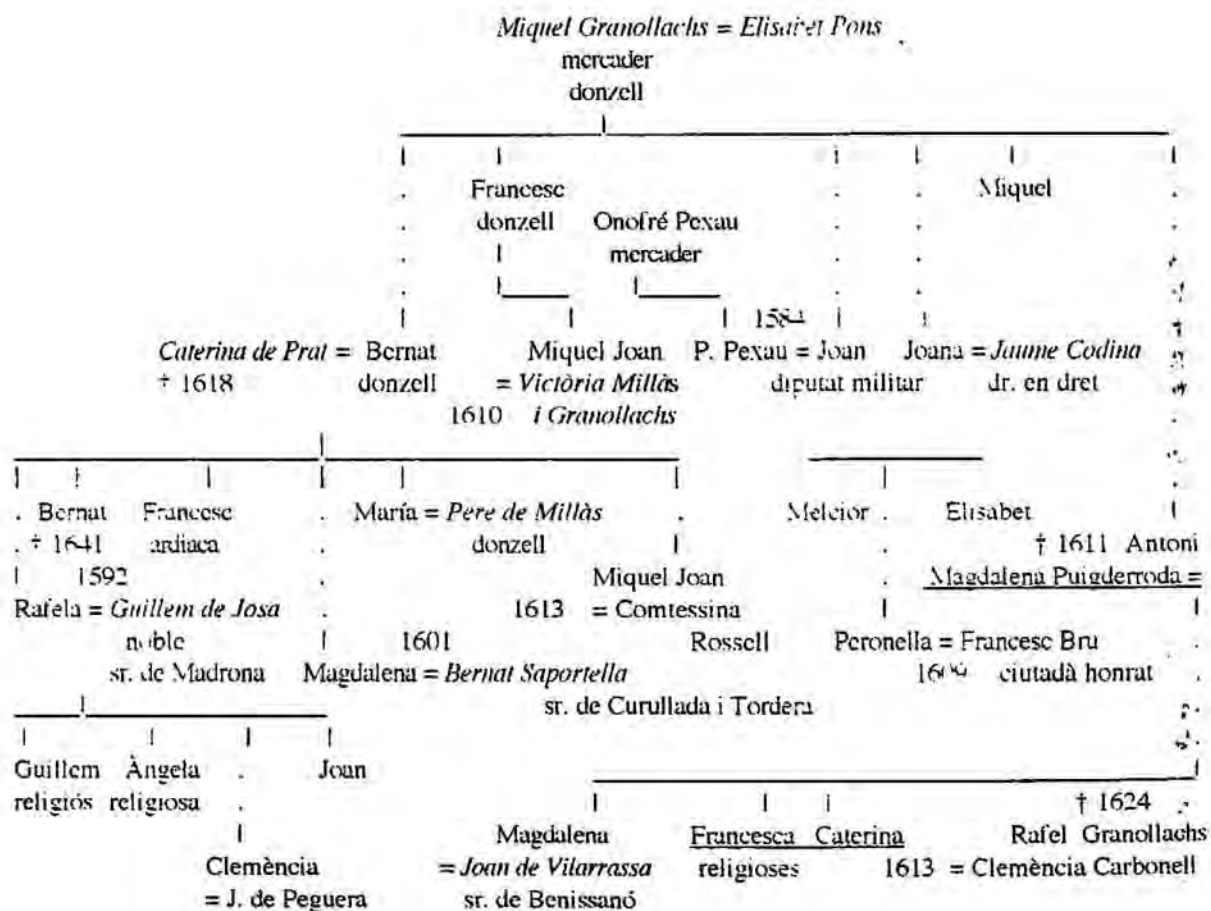 Miquel Granollachs = Elisabet Pons
mercader
donzell
Francesc Miquel
donzell Onofré Pexau
mercader
1584
Caterina de Prat = Bernat Miquel Joan P. Pexau = Joan Joana = Jaume Codina
† 1618 donzell = Victòria Millàs diputat militar dr. en dret
1610 i Granollachs
Bernat Francesc María = Pere de Millàs Melcior Elisabet
† 1641 ardiaca donzell † 1611 Antoni
1592 Miquel Joan Magdalena Puigderroda =
Rafela = Guillem de Josa 1613 = Comtessina
noble 1601 Rossell Peronella = Francesc Bru
sr. de Madrona Magdalena = Bernat Saportella ciutadà honrat
sr. de Curullada i Tordera
Guillem Àngela Joan
religiós religiosa † 1624
Magdalena Francesca Caterina Rafel Granollachs
Clemència = Joan de Vilarrassa religioses 1613 = Clemència Carbonell
= J. de Peguera sr. de Benissanó